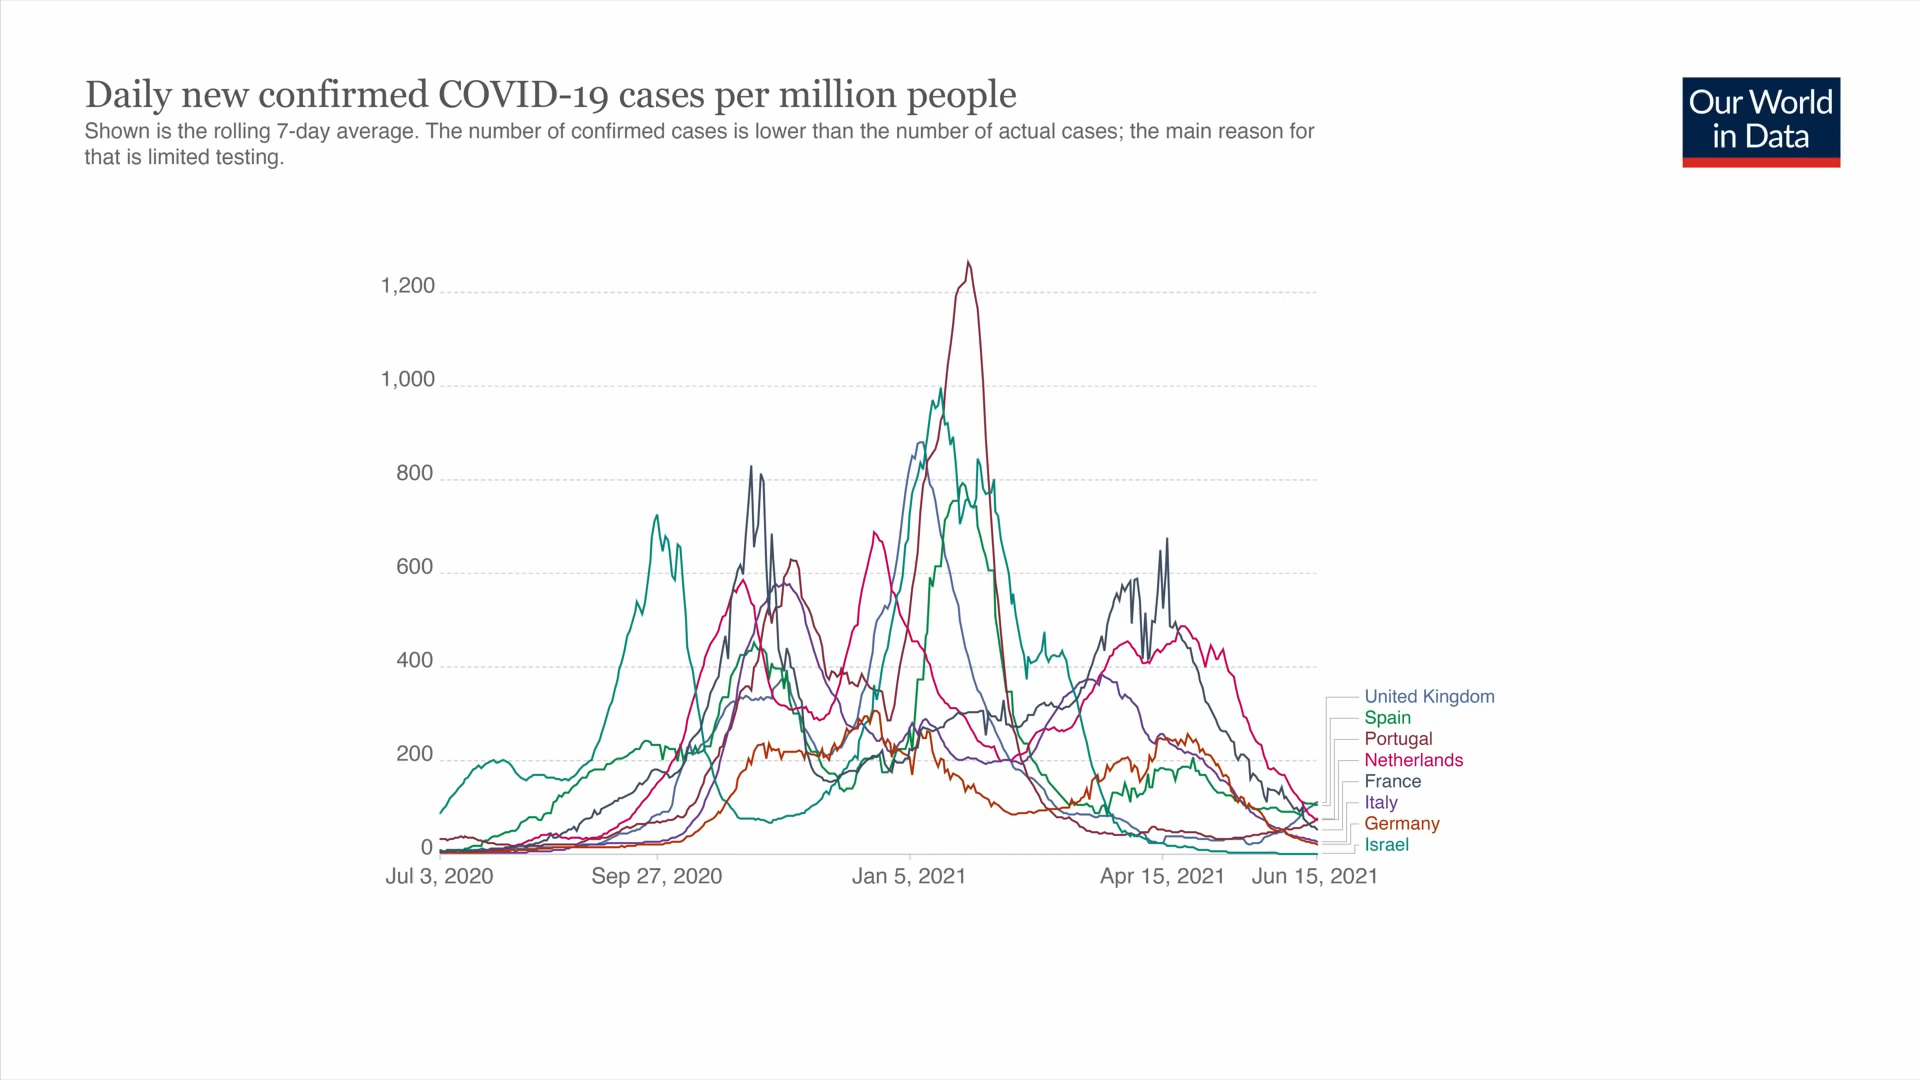 Daily new confirmed COVID-19 cases per million people
Shown is the rolling 7-day average. The number of confirmed cases is lower than the number of actual cases; the main reason for
that is limited testing.
Our World
in Data
1,200
1,000
800
600
400
200
0
Jul 3, 2020
Sep 27, 2020
Jan 5, 2021
Apr 15, 2021
Jun 15, 2021
United Kingdom
Spain
Portugal
Netherlands
France
Italy
Germany
Israel